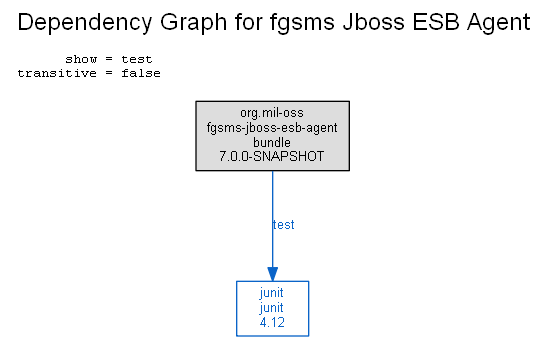 Dependency Graph for fgsms Jboss ESB Agent
show = test
transitive = false
org.mil-oss
fgsms-jboss-esb-agent
bundle
7.0.0-SNAPSHOT
test
junit
junit
4.12